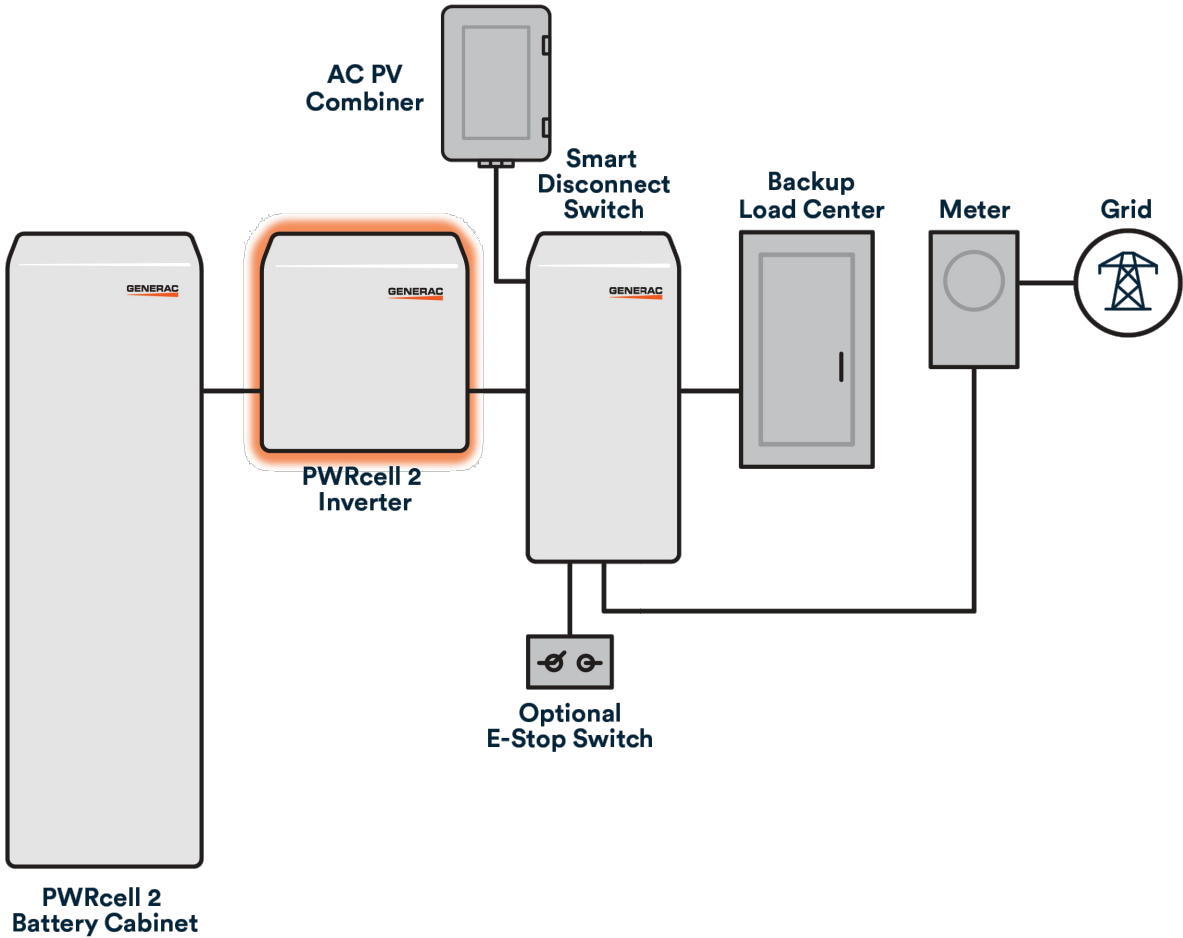 AC PV
Combiner
Smart
Disconnect
Switch
Backup
Load Center
Meter
Grid
GENERAC
GENERAC
GENERAC
PWRcell 2
Inverter
Optional
E-Stop Switch
PWRcell 2
Battery Cabinet